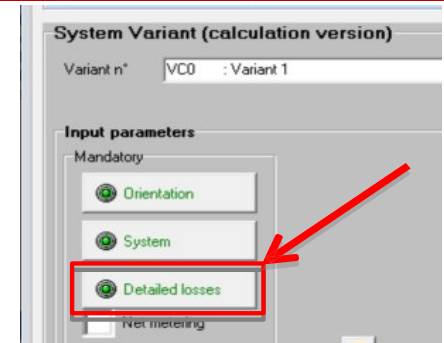 System Variant (calculation version)
Variant n° VC0 : Variant 1
Input parameters
Mandatory
Orientation
System
Detailed losses
Net metering